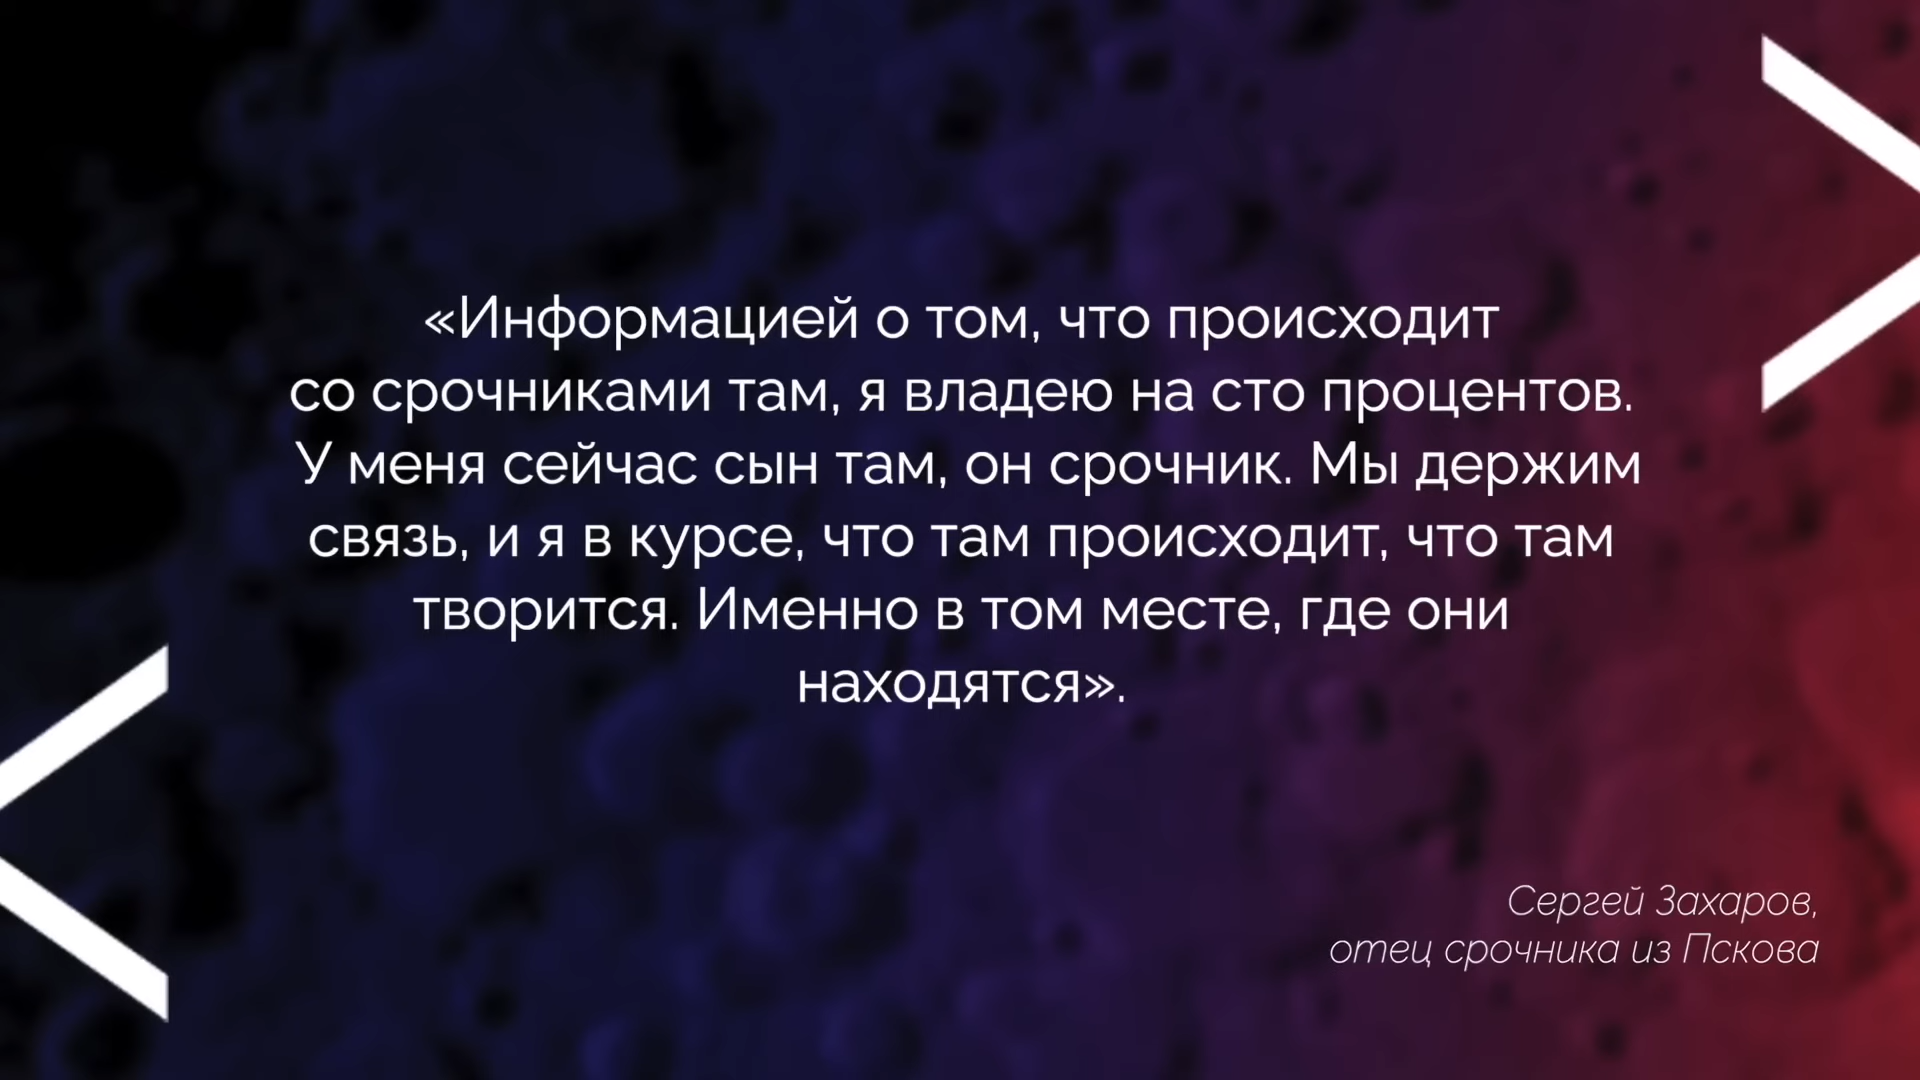 «Информацией о том, что происходит
со срочниками там, я владею на сто процентов.
У меня сейчас сын там, он срочник. Мы держим
связь, и я в курсе, что там происходит, что там
творится. Именно в том месте, где они
находятся».
Сергей Захаров,
отец срочника из Пскова